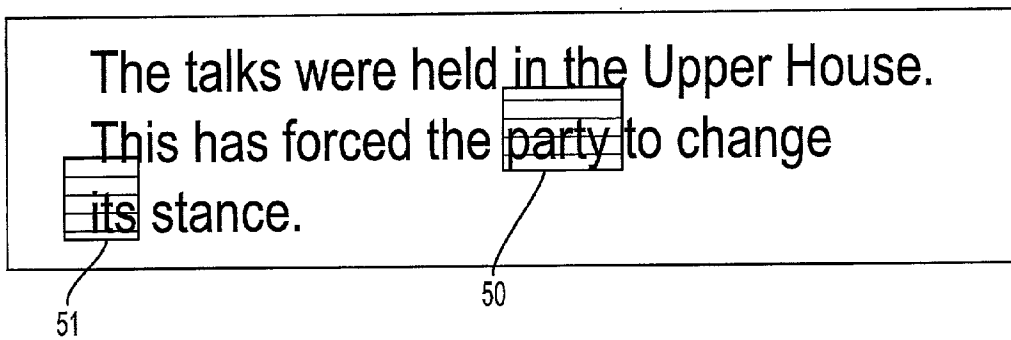 The talks were held in the Upper House.
This has forced the party to change
its stance.
50
51